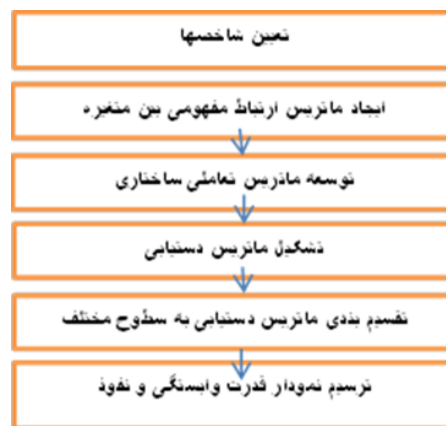 تعیین شاخصها
ایجاد ماتریس ارتباط مفهومی بین متغیره
توسعه ماتریس تعاملی ساختاری
تشکیل ماتریس دستیابی
تقسیم بندی ماتریس دستیابی به سطوح مختلف
ترسیم نمودار قدرت وابستگی و نفوذ